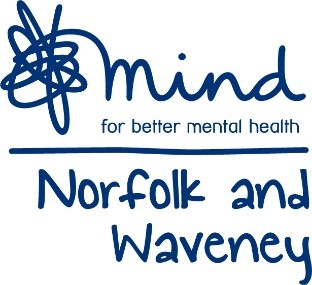 mind
for better mental health
Norfolk and
Waveney